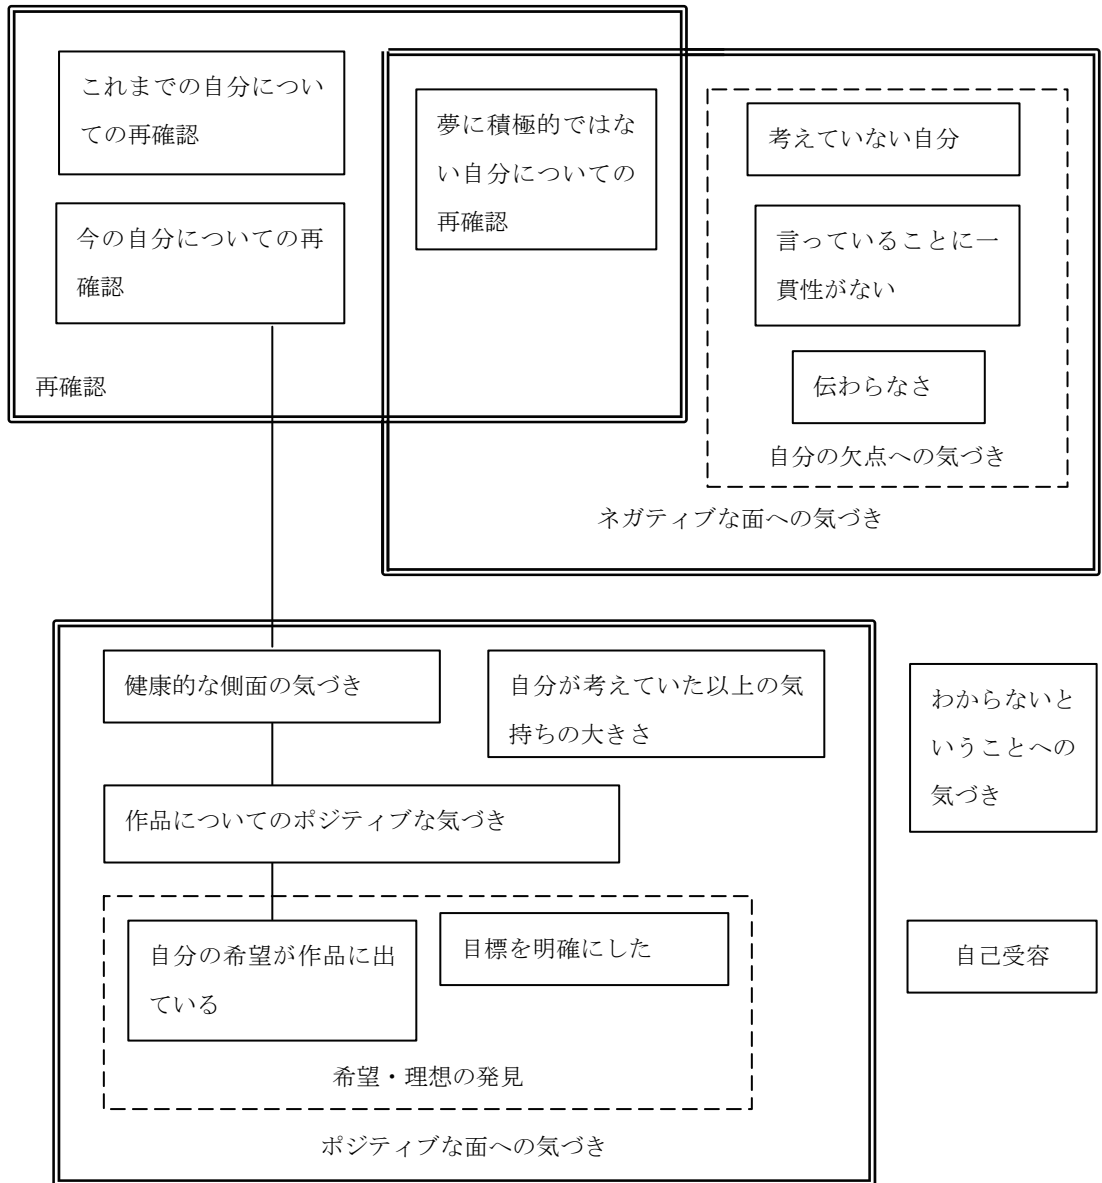 これまでの自分につい
ての再確認
今の自分についての再
確認
再確認
夢に積極的ではな
い自分についての
再確認
考えていない自分
言っていることに一
貫性がない
伝わらなさ
自分の欠点への気づき
ネガティブな面への気づき
健康的な側面の気づき
自分が考えていた以上の気
持ちの大きさ
作品についてのポジティブな気づき
自分の希望が作品に出
ている
目標を明確にした
希望・理想の発見
ポジティブな面への気づき
わからないと
いうことへの
気づき
自己受容